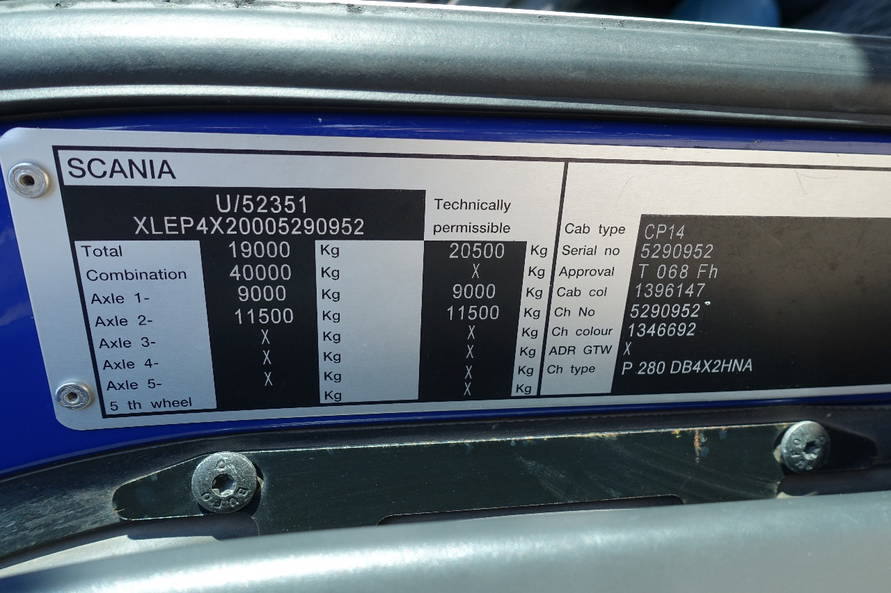 SCANIA
U/52351
XLEP4X20005290952
Technically
permissible
Total 19000 Kg 20500 Kg
Combination 40000 Kg X Kg
Axle 1- 9000 Kg 9000 Kg
Axle 2- 11500 Kg 11500 Kg
Axle 3- X Kg X Kg
Axle 4- X Kg X Kg
Axle 5- X Kg X Kg
5 th wheel
Cab type CP14
Serial no 5290952
Approval T 068 Fh
Cab col 1396147
Ch No 5290952
Ch colour 1346692
ADR GTW X
Ch type P 280 DB4X2HNA